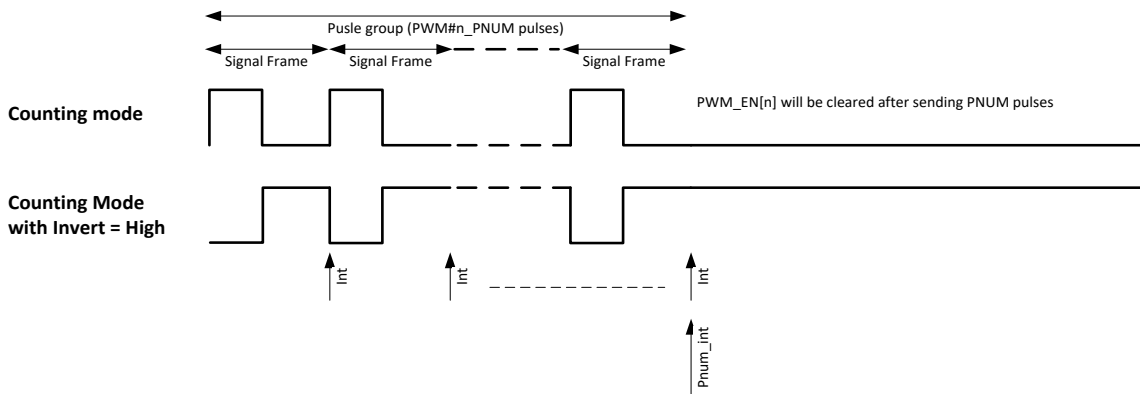 Pusle group (PWM#n_PNUM pulses)
Signal Frame
Signal Frame
Signal Frame
Counting mode
PWM_EN[n] will be cleared after sending PNUM pulses
Counting Mode
with Invert = High
Int
Int
Int
Pnum_int